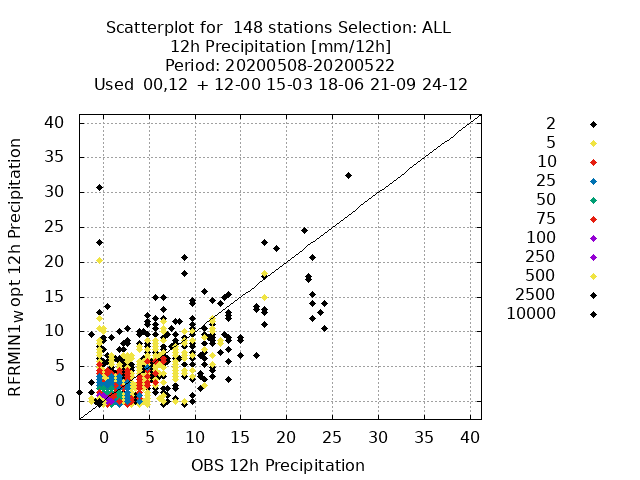 Scatterplot for 148 stations Selection: ALL
12h Precipitation [mm/12h]
Period: 20200508-20200522
Used 00,12 + 12-00 15-03 18-06 21-09 24-12
RFRMIN1W opt 12h Precipitation
40
35
30
25
20
15
10
5
0
0 5 10 15 20 25 30 35 40
OBS 12h Precipitation
2
5
10
25
50
75
100
250
500
2500
10000